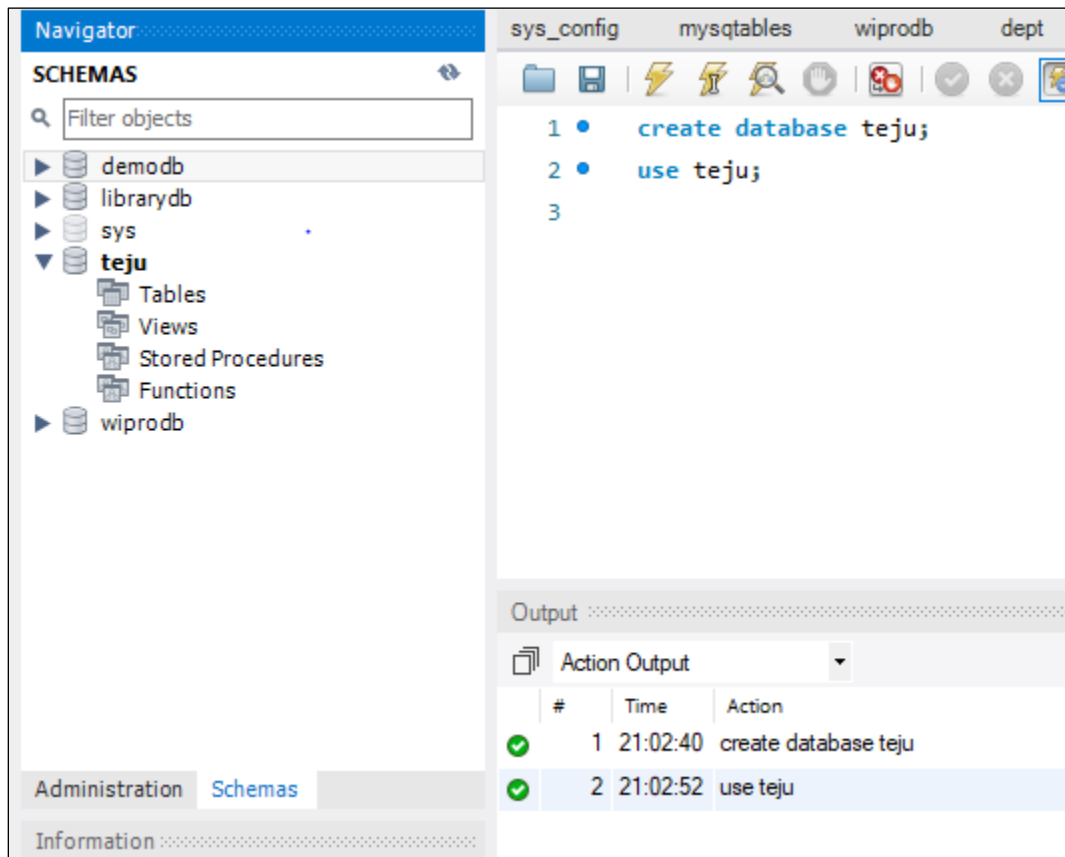 Navigator
SCHEMAS
Filter objects
demodb
librarydb
sys
teju
Tables
Views
Stored Procedures
Functions
wiprodb
Administration Schemas
Information
sys_config mysqtables wiprodb dept
1 create database teju;
2 use teju;
3
Output
Action Output
# Time Action
1 21:02:40 create database teju
2 21:02:52 use teju